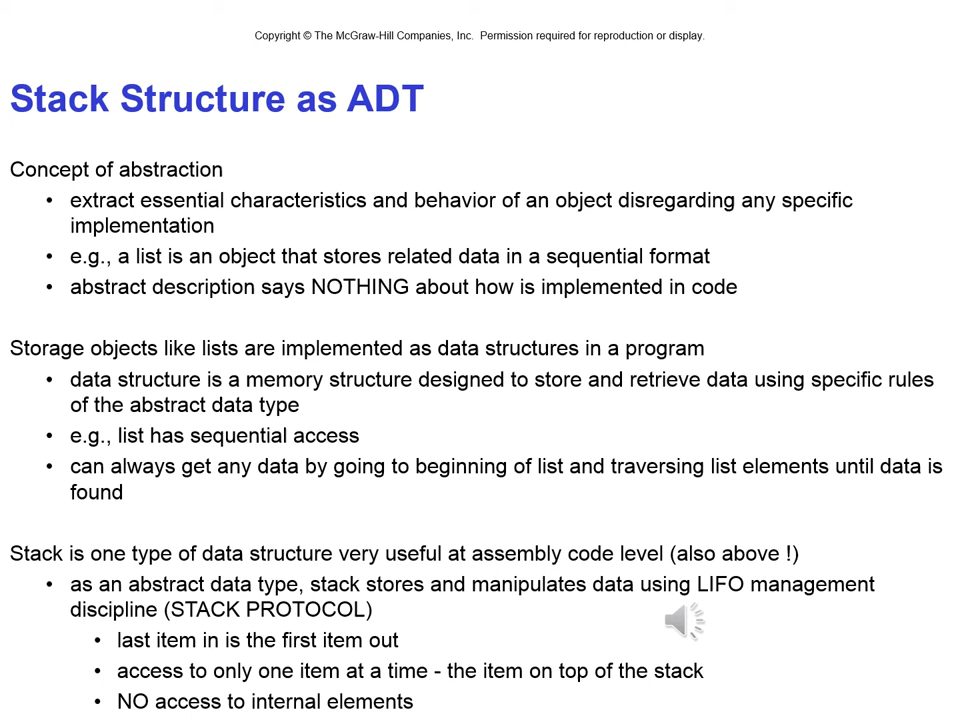 Copyright © The McGraw-Hill Companies, Inc.  Permission required for reproduction or display.
Stack Structure as ADT
Concept of abstraction
• extract essential characteristics and behavior of an object disregarding any specific
implementation
• e.g., a list is an object that stores related data in a sequential format
• abstract description says NOTHING about how is implemented in code
Storage objects like lists are implemented as data structures in a program
• data structure is a memory structure designed to store and retrieve data using specific rules
of the abstract data type
• e.g., list has sequential access
• can always get any data by going to beginning of list and traversing list elements until data is
found
Stack is one type of data structure very useful at assembly code level (also above !)
• as an abstract data type, stack stores and manipulates data using LIFO management
discipline (STACK PROTOCOL)
• last item in is the first item out
• access to only one item at a time - the item on top of the stack
• NO access to internal elements